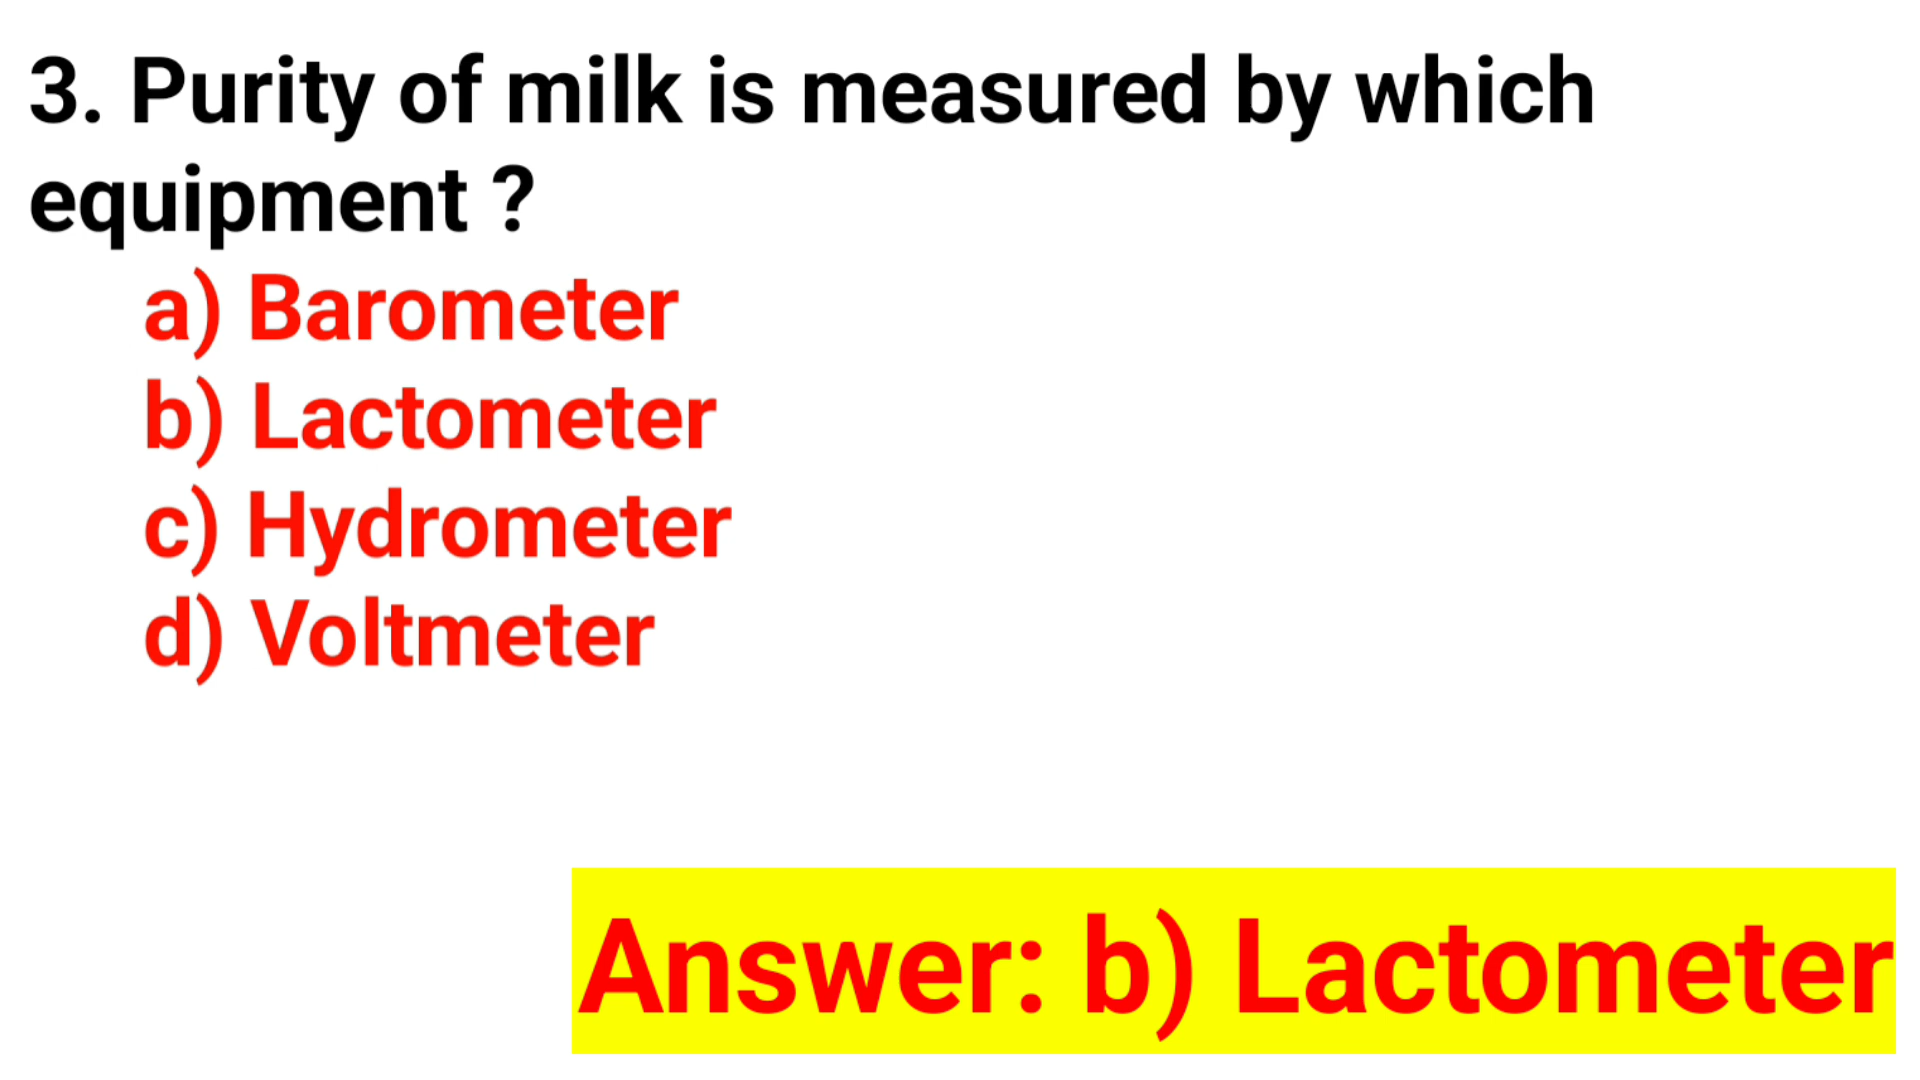 3. Purity of milk is measured by which
equipment ?
a) Barometer
b) Lactometer
c) Hydrometer
d) Voltmeter
Answer: b) Lactometer